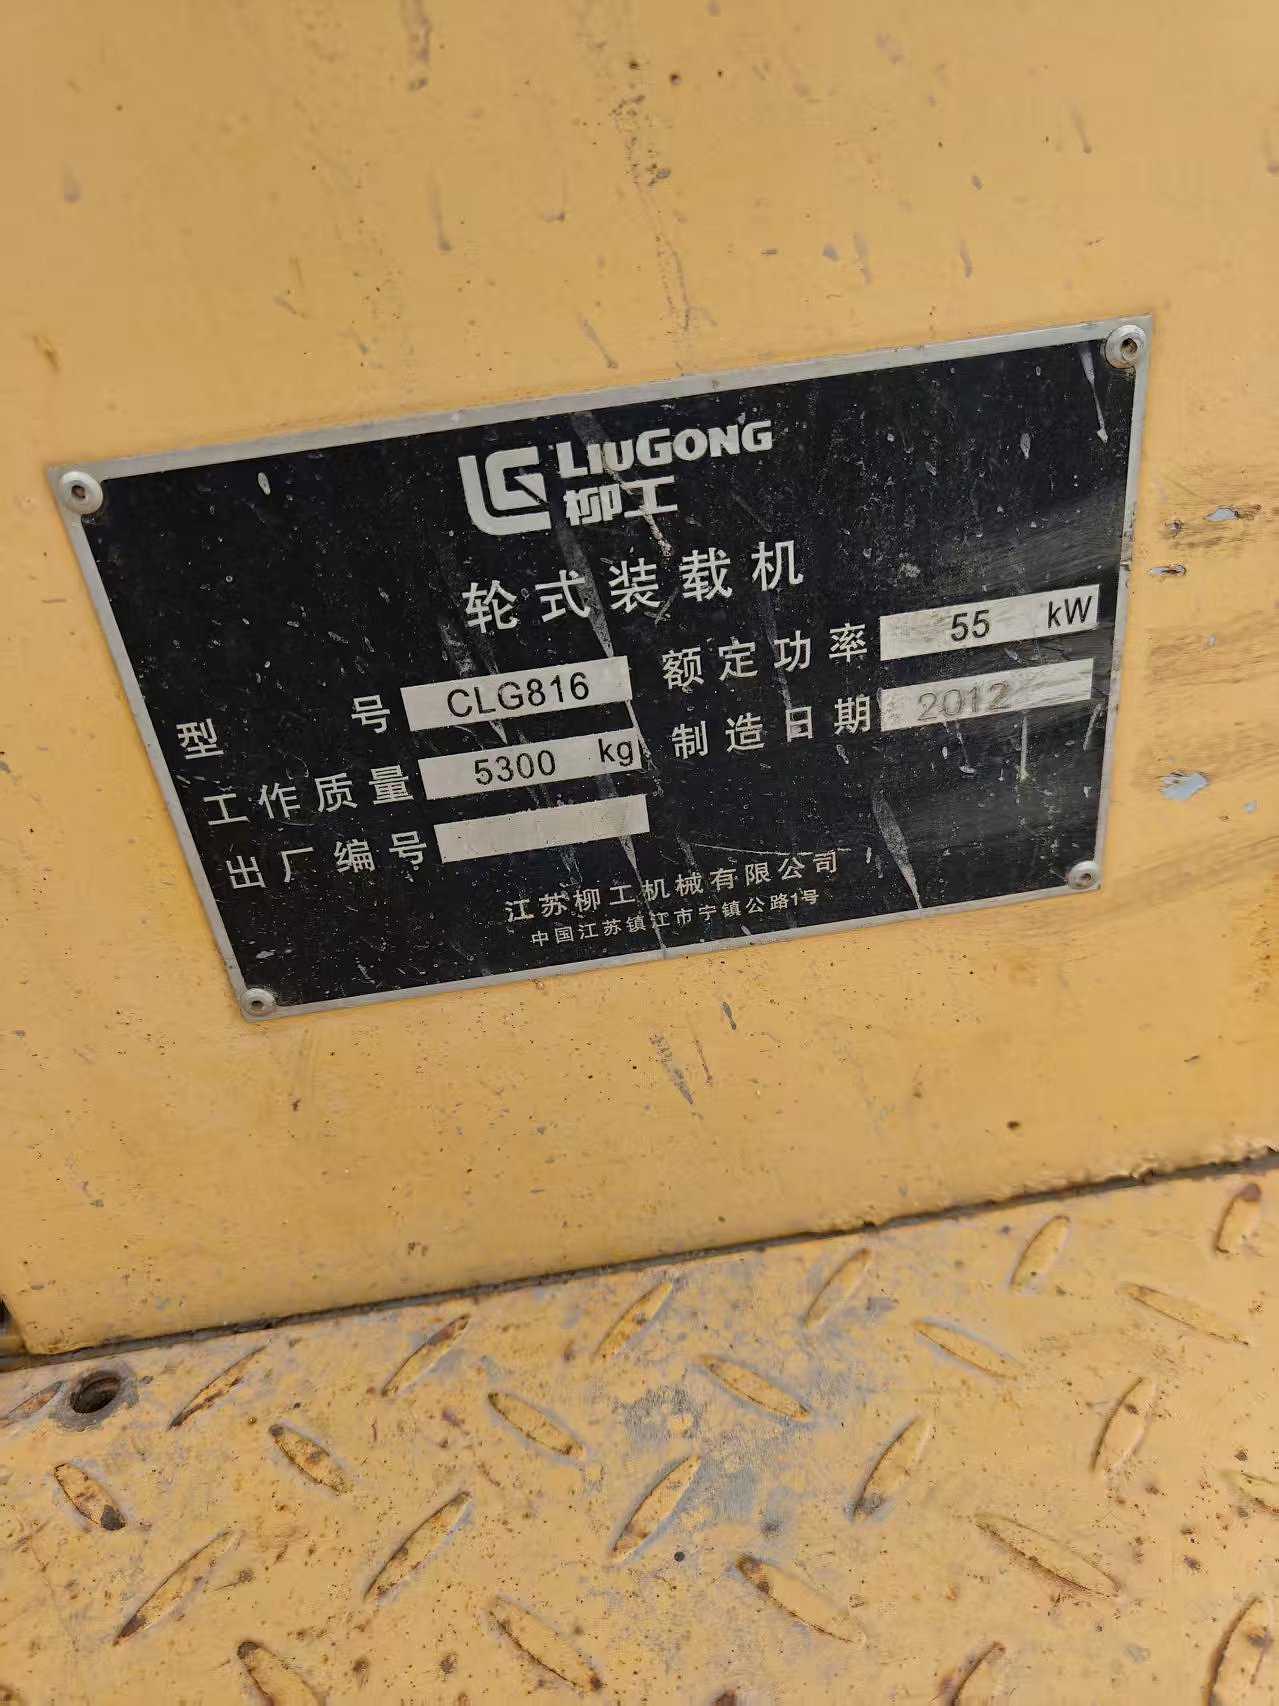 LG LIUGONG
柳工
轮式装载机
型号 CLG816 额定功率 55 kW
工作质量 5300 kg 制造日期 2012
出厂编号
江苏柳工机械有限公司
中国江苏镇江市宁镇公路1号